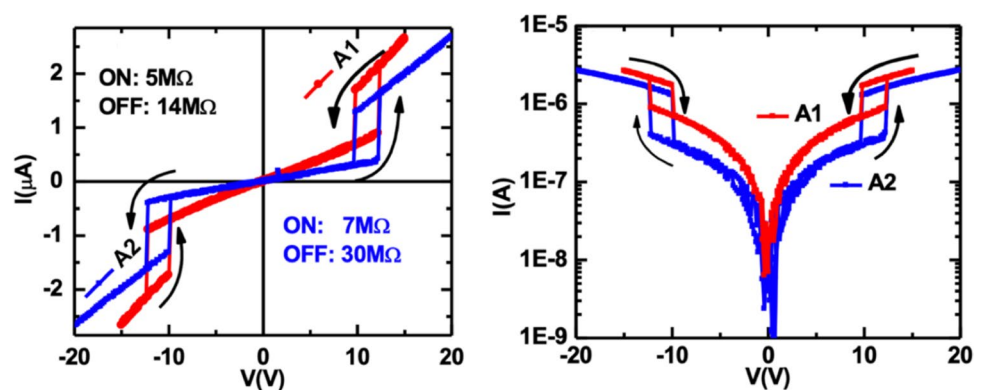 A1
ON: 5MΩ
OFF: 14MΩ
I(μA)
2
1
0
-1
-2
A2
ON: 7MΩ
OFF: 30MΩ
-20
-10
0
10
20
V(V)
1E-5
1E-6
1E-7
1E-8
1E-9
I(A)
A1
A2
-20
-10
0
10
20
V(V)